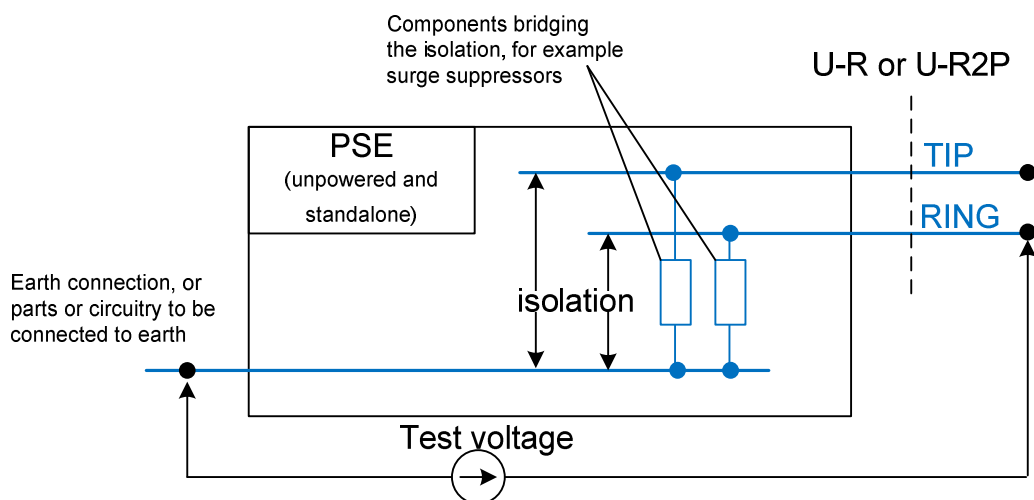 Components bridging
the isolation, for example
surge suppressors
U-R or U-R2P
PSE
(unpowered and
standalone)
TIP
RING
Earth connection, or
parts or circuitry to be
connected to earth
isolation
Test voltage